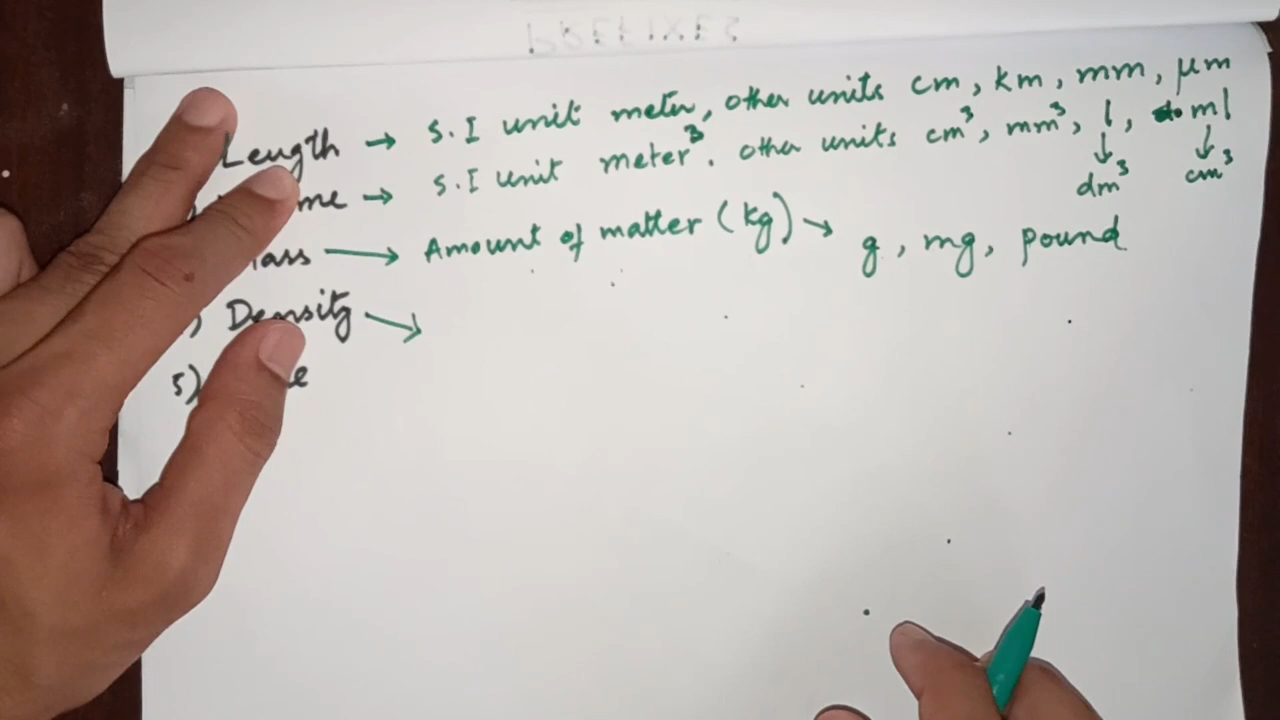 PREFIXES
Length → S.I unit meter, other units cm, km, mm, μm
→ S.I unit meter³. other units cm³, mm³, l, ml
↓ dm³ ↓ cm³
→ Amount of matter (kg) → g, mg, pound
) Density →
5)